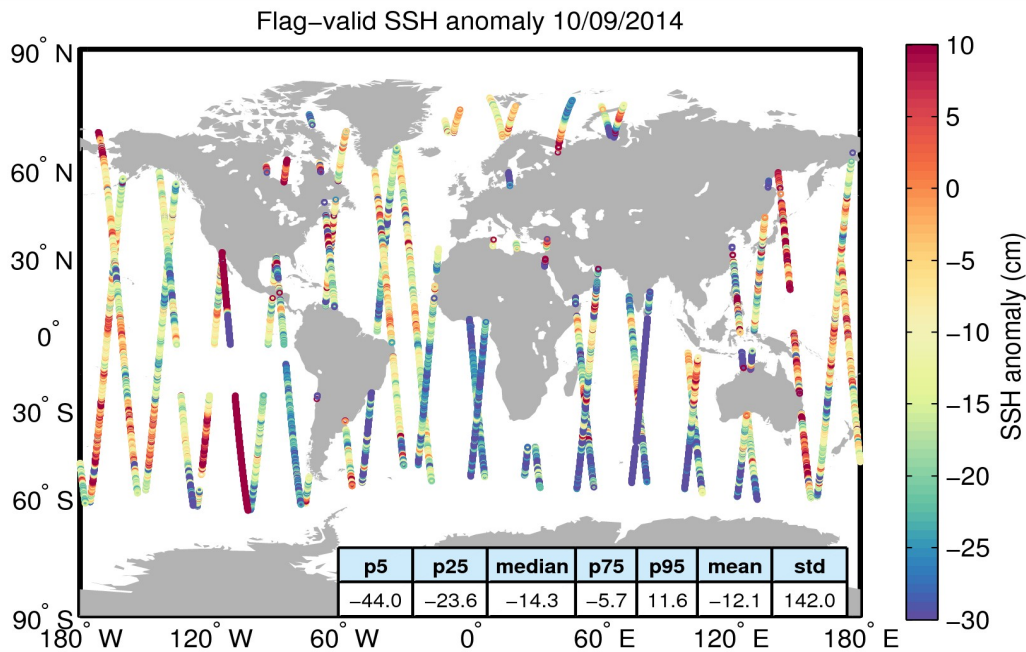 Flag−valid SSH anomaly 10/09/2014
90° N
60° N
30° N
0°
30° S
60° S
90° S
180° W 120° W 60° W 0° 60° E 120° E 180° E
p5 p25 median p75 p95 mean std
−44.0 −23.6 −14.3 −5.7 11.6 −12.1 142.0
10
5
0
−5
−10
−15
−20
−25
−30
SSH anomaly (cm)